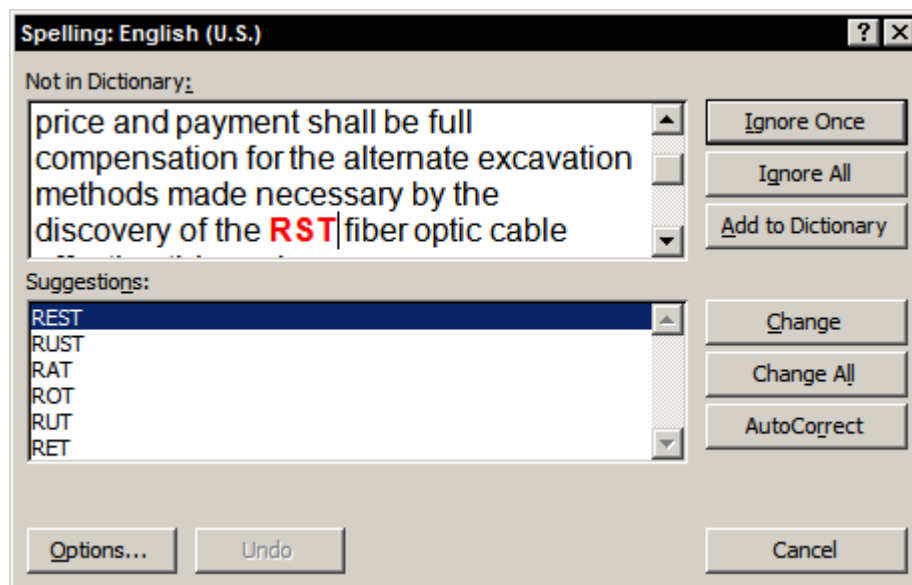 Spelling: English (U.S.)
Not in Dictionary:
price and payment shall be full
compensation for the alternate excavation
methods made necessary by the
discovery of the RST fiber optic cable
Ignore Once
Ignore All
Add to Dictionary
Suggestions:
REST
RUST
RAT
ROT
RUT
RET
Change
Change All
AutoCorrect
Options...
Undo
Cancel